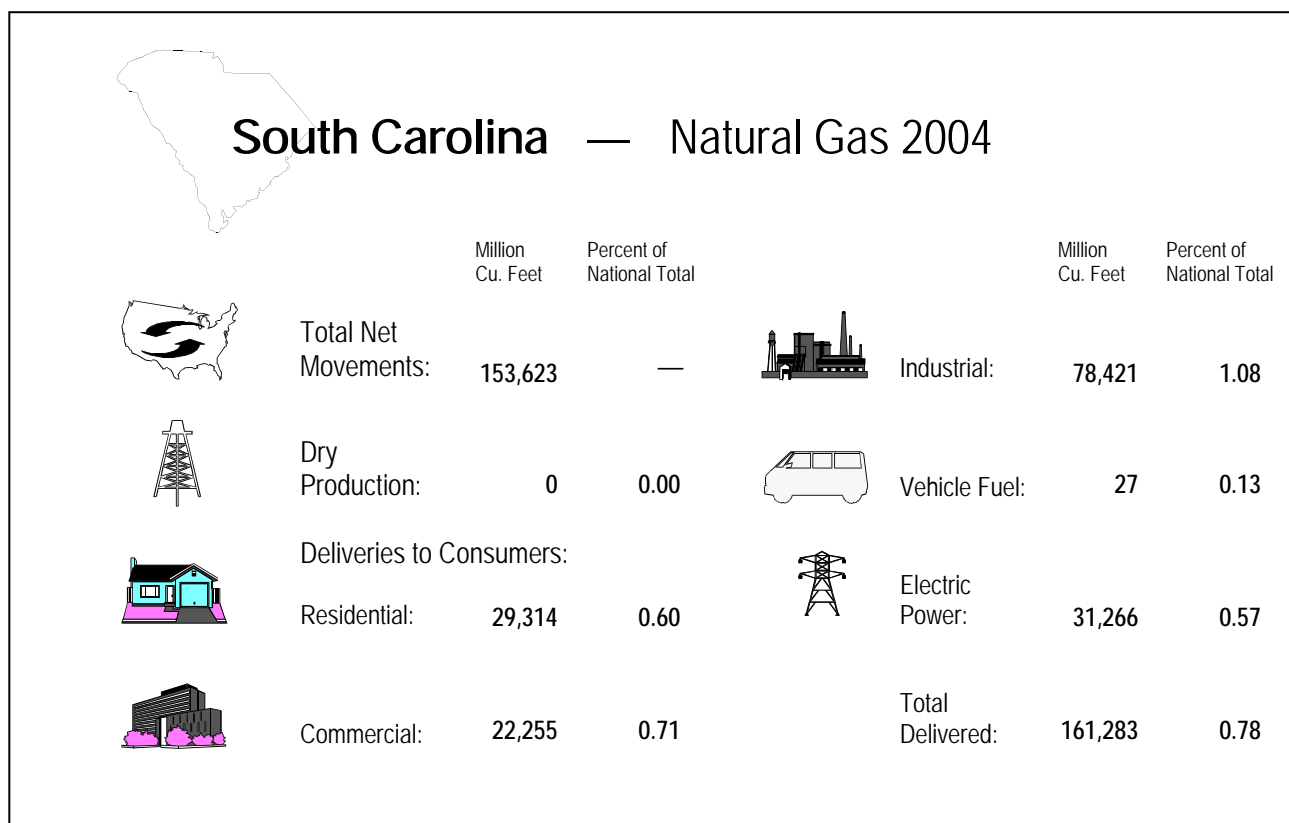 South Carolina — Natural Gas 2004
Million
Cu. Feet
Percent of
National Total
Total Net
Movements: 153,623 —
Dry
Production: 0 0.00
Deliveries to Consumers:
Residential: 29,314 0.60
Commercial: 22,255 0.71
Million
Cu. Feet
Percent of
National Total
Industrial: 78,421 1.08
Vehicle Fuel: 27 0.13
Electric
Power: 31,266 0.57
Total
Delivered: 161,283 0.78